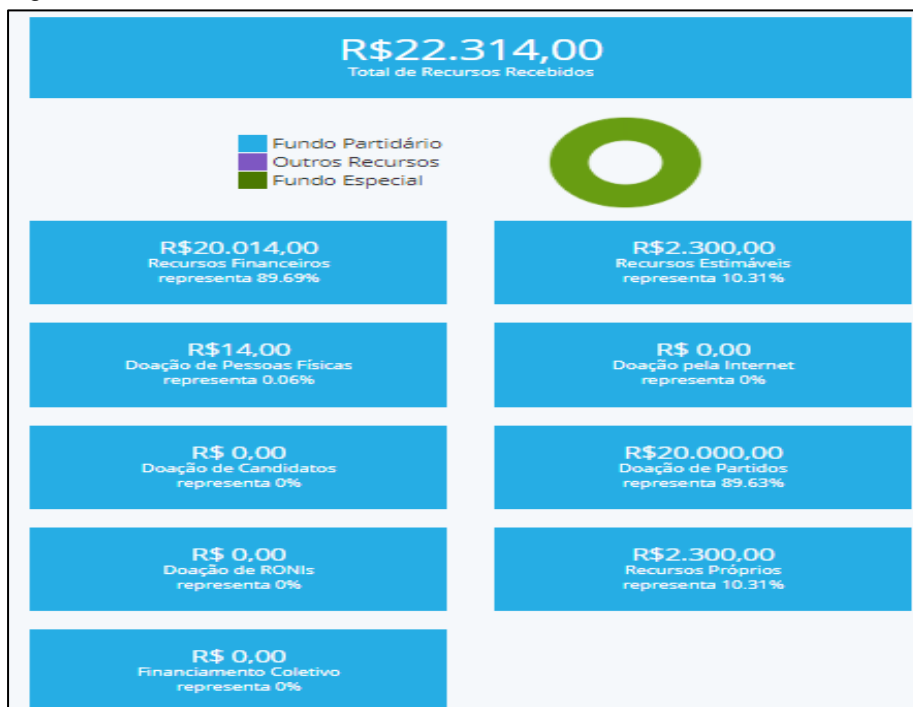 R$22.314,00
Total de Recursos Recebidos
Fundo Partidário
Outros Recursos
Fundo Especial
R$20.014,00
Recursos Financeiros
representa 89.69%
R$2.300,00
Recursos Estimáveis
representa 10.31%
R$14,00
Doação de Pessoas Físicas
representa 0.06%
R$ 0,00
Doação pela Internet
representa 0%
R$ 0,00
Doação de Candidatos
representa 0%
R$20.000,00
Doação de Partidos
representa 89.63%
R$ 0,00
Doação de RONIs
representa 0%
R$2.300,00
Recursos Próprios
representa 10.31%
R$ 0,00
Financiamento Coletivo
representa 0%